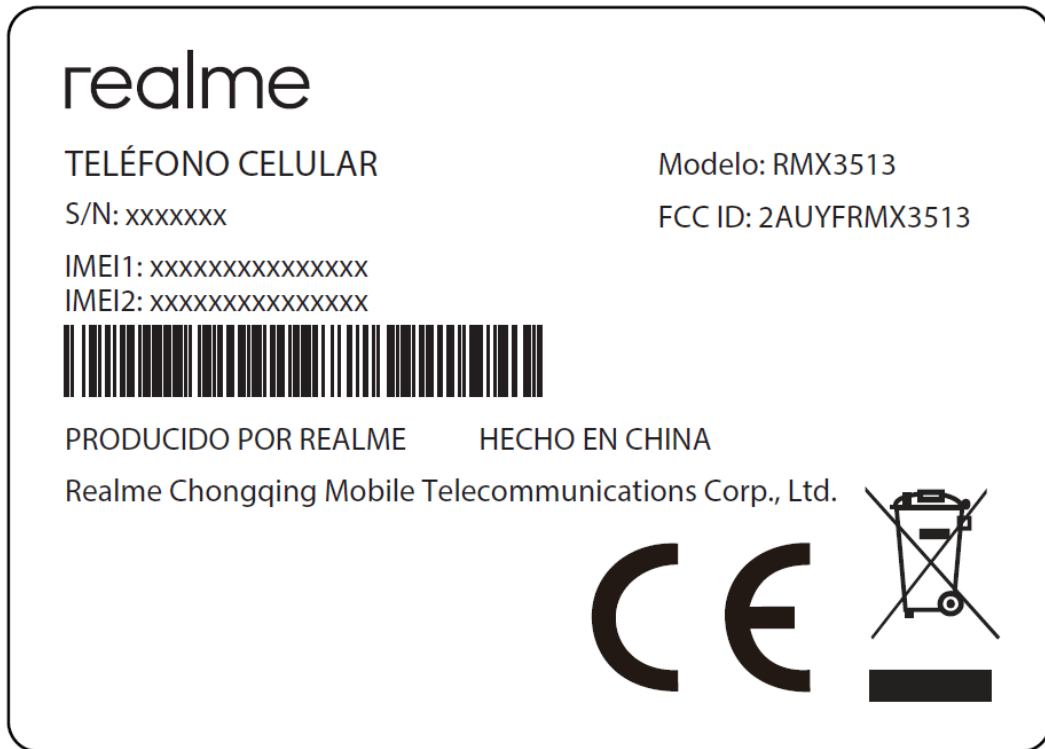 realme
TELÉFONO CELULAR
Modelo: RMX3513
S/N: xxxxxxx
FCC ID: 2AUYFRMX3513
IMEI1: xxxxxxxxxxxxxxx
IMEI2: xxxxxxxxxxxxxxx
PRODUCIDO POR REALME HECHO EN CHINA
Realme Chongqing Mobile Telecommunications Corp., Ltd.
CE